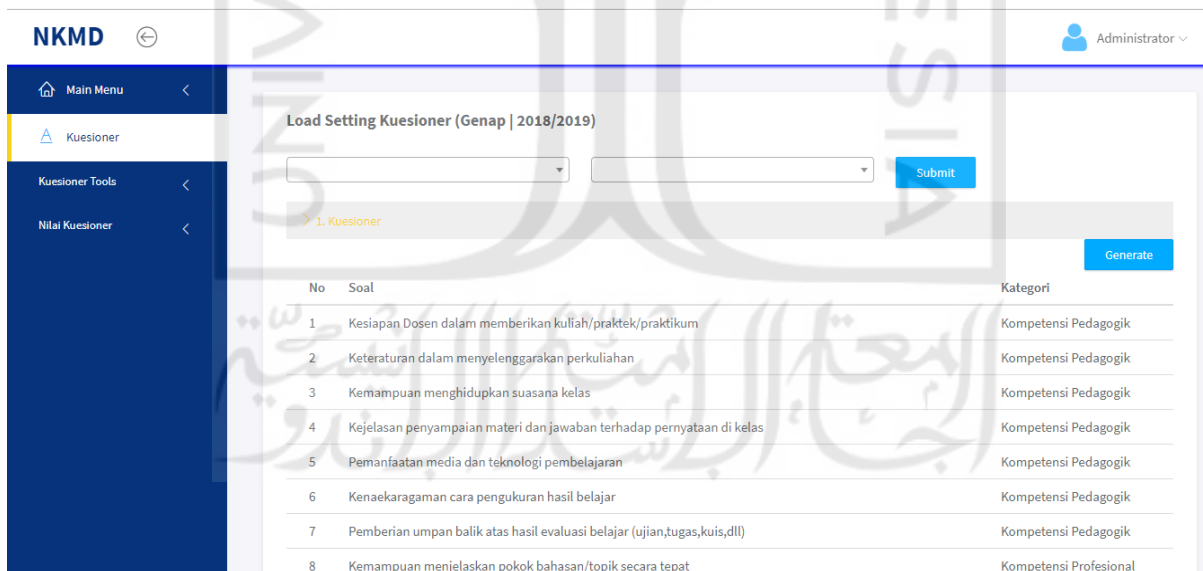 NKMD
Administrator
Main Menu
Kuesioner
Kuesioner Tools
Nilai Kuesioner
Load Setting Kuesioner (Genap | 2018/2019)
Submit
1. Kuesioner
Generate
No Soal Kategori
1 Kesiapan Dosen dalam memberikan kuliah/praktek/praktikum Kompetensi Pedagogik
2 Keteraturan dalam menyelenggarakan perkuliahan Kompetensi Pedagogik
3 Kemampuan menghidupkan suasana kelas Kompetensi Pedagogik
4 Kejelasan penyampaian materi dan jawaban terhadap pernyataan di kelas Kompetensi Pedagogik
5 Pemanfaatan media dan teknologi pembelajaran Kompetensi Pedagogik
6 Kenaekaragaman cara pengukuran hasil belajar Kompetensi Pedagogik
7 Pemberian umpan balik atas hasil evaluasi belajar (ujian,tugas,kuis,dll) Kompetensi Pedagogik
8 Kemampuan menjelaskan pokok bahasan/topik secara tepat Kompetensi Profesional